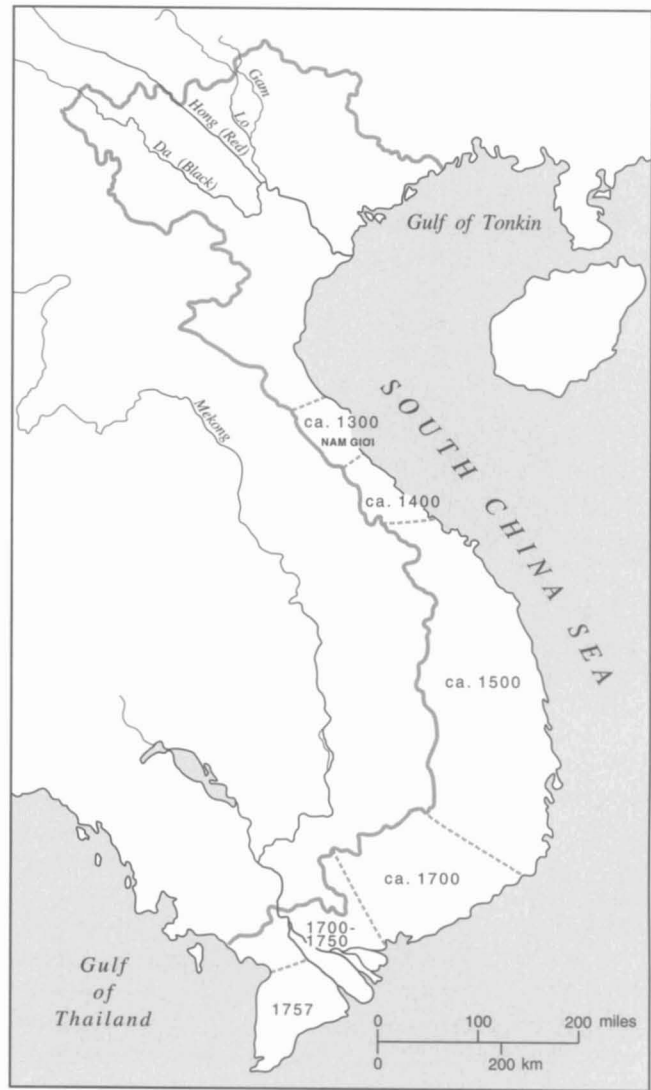 Gam
Lo
Hong (Red)
Da (Black)
Gulf of Tonkin
SOUTH CHINA SEA
Mekong
ca. 1300
NAM GIOI
ca. 1400
ca. 1500
ca. 1700
1700-
1750
1757
Gulf
of
Thailand
0 100 200 miles
0 200 km